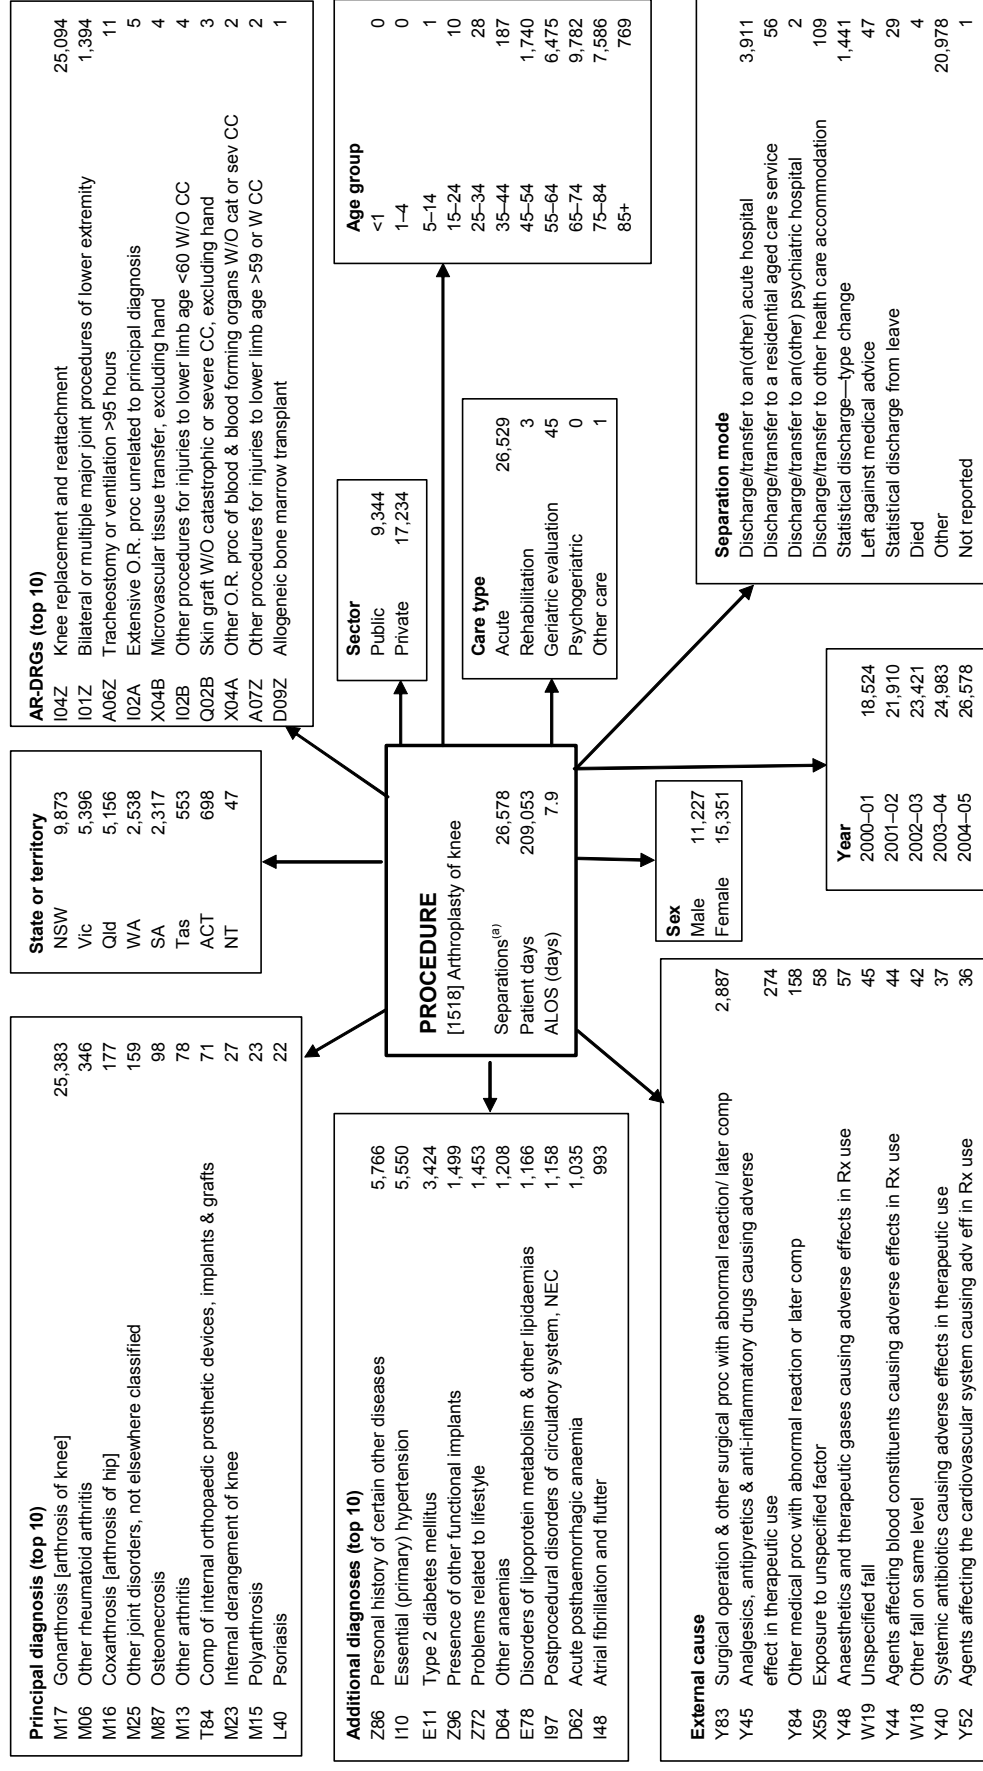 Principal diagnosis (top 10)
M17 Gonarthrosis [arthrosis of knee] 25,383
M06 Other rheumatoid arthritis 346
M16 Coxarthrosis [arthrosis of hip] 177
M25 Other joint disorders, not elsewhere classified 159
M87 Osteonecrosis 98
M13 Other arthritis 78
T84 Comp of internal orthopaedic prosthetic devices, implants & grafts 71
M23 Internal derangement of knee 27
M15 Polyarthrosis 23
L40 Psoriasis 22
State or territory
NSW 9,873
Vic 5,396
Qld 5,156
WA 2,538
SA 2,317
Tas 553
ACT 698
NT 47
AR-DRGs (top 10)
I04Z Knee replacement and reattachment 25,094
I01Z Bilateral or multiple major joint procedures of lower extremity 1,394
A06Z Tracheostomy or ventilation >95 hours 11
I02A Extensive O.R. proc unrelated to principal diagnosis 5
X04B Microvascular tissue transfer, excluding hand 4
I02B Other procedures for injuries to lower limb age <60 W/O CC 4
Q02B Skin graft W/O catastrophic or severe CC, excluding hand 3
X04A Other O.R. proc of blood & blood forming organs W/O cat or sev CC 2
A07Z Other procedures for injuries to lower limb age >59 or W CC 2
D09Z Allogeneic bone marrow transplant 1
Additional diagnoses (top 10)
Z86 Personal history of certain other diseases 5,766
I10 Essential (primary) hypertension 5,550
E11 Type 2 diabetes mellitus 3,424
Z96 Presence of other functional implants 1,499
Z72 Problems related to lifestyle 1,453
D64 Other anaemias 1,208
E78 Disorders of lipoprotein metabolism & other lipidaemias 1,166
I97 Postprocedural disorders of circulatory system, NEC 1,158
D62 Acute posthaemorrhagic anaemia 1,035
I48 Atrial fibrillation and flutter 993
PROCEDURE
[1518] Arthroplasty of knee
Separations(a) 26,578
Patient days 209,053
ALOS (days) 7.9
Sector
Public 9,344
Private 17,234
Age group
<1 0
1–4 0
5–14 1
15–24 10
25–34 28
35–44 187
45–54 1,740
55–64 6,475
65–74 9,782
75–84 7,586
85+ 769
Care type
Acute 26,529
Rehabilitation 3
Geriatric evaluation 45
Psychogeriatric 0
Other care 1
External cause
Y83 Surgical operation & other surgical proc with abnormal reaction/ later comp 2,887
Y45 Analgesics, antipyretics & anti-inflammatory drugs causing adverse
effect in therapeutic use 274
Y84 Other medical proc with abnormal reaction or later comp 158
X59 Exposure to unspecified factor 58
Y48 Anaesthetics and therapeutic gases causing adverse effects in Rx use 57
W19 Unspecified fall 45
Y44 Agents affecting blood constituents causing adverse effects in Rx use 44
W18 Other fall on same level 42
Y40 Systemic antibiotics causing adverse effects in therapeutic use 37
Y52 Agents affecting the cardiovascular system causing adv eff in Rx use 36
Sex
Male 11,227
Female 15,351
Year
2000–01 18,524
2001–02 21,910
2002–03 23,421
2003–04 24,983
2004–05 26,578
Separation mode
Discharge/transfer to an(other) acute hospital 3,911
Discharge/transfer to a residential aged care service 56
Discharge/transfer to an(other) psychiatric hospital 2
Discharge/transfer to other health care accommodation 109
Statistical discharge—type change 1,441
Left against medical advice 47
Statistical discharge from leave 29
Died 4
Other 20,978
Not reported 1